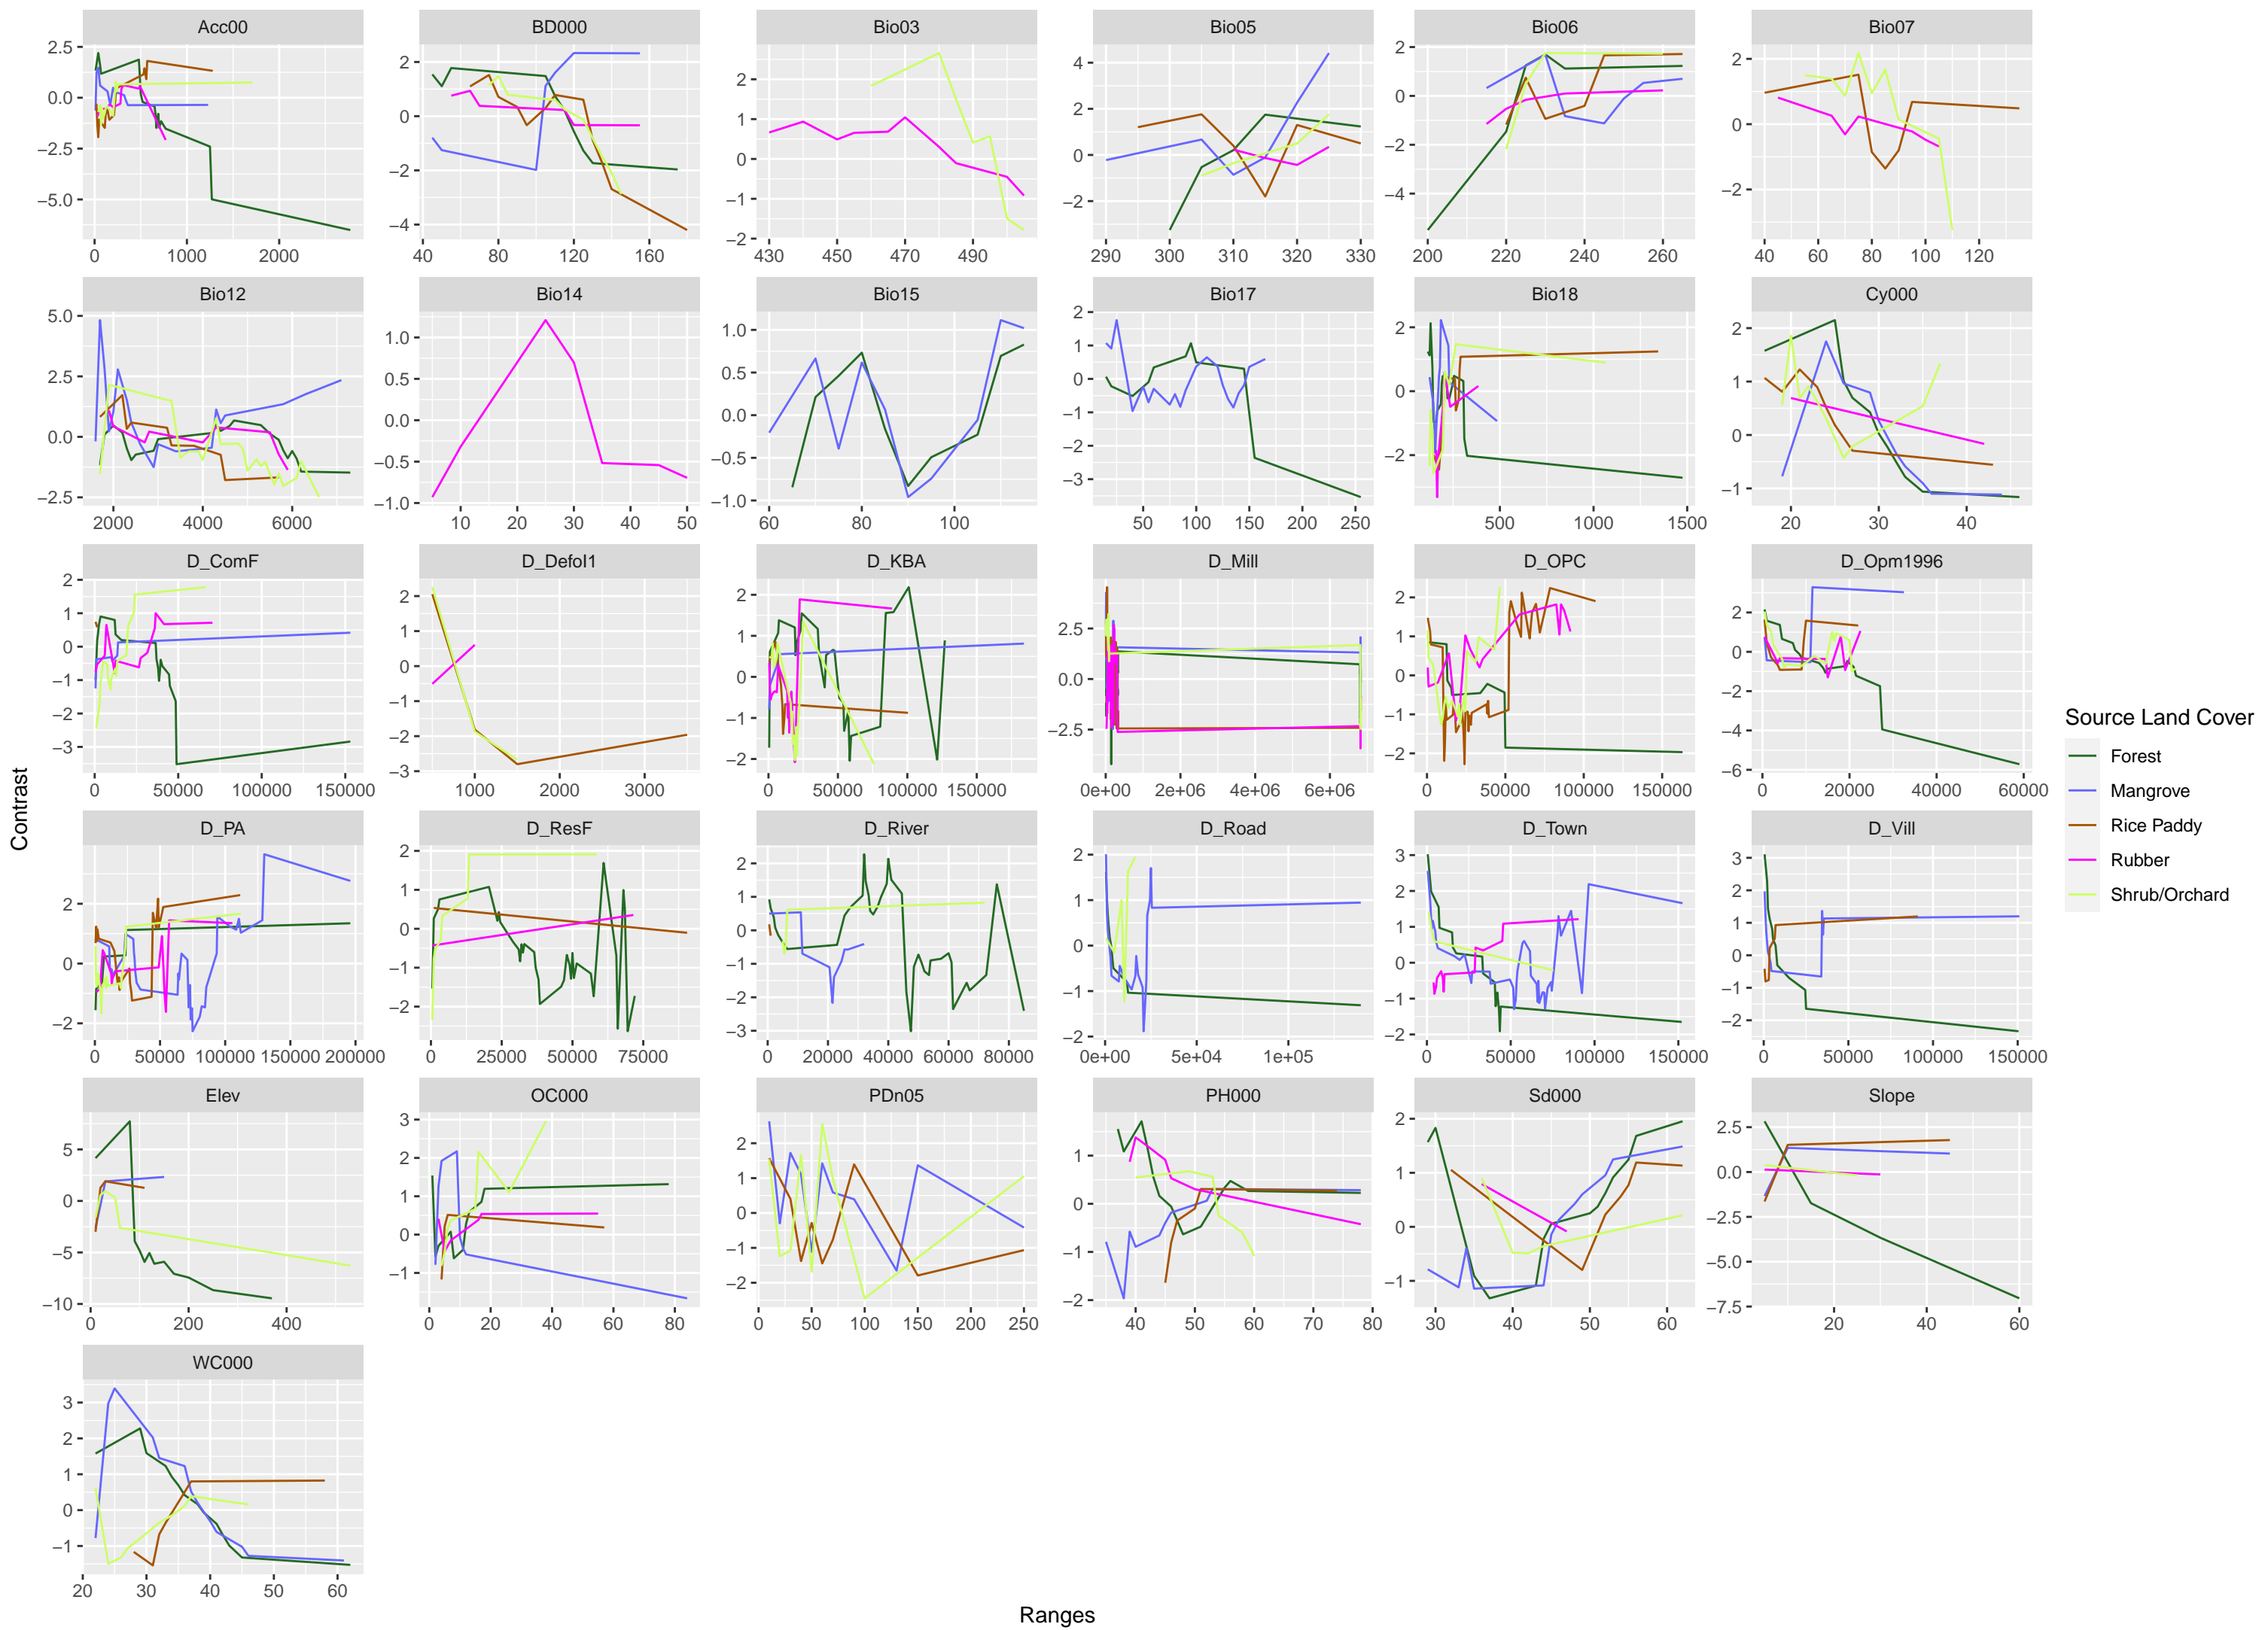 Acc00 BD000 Bio03 Bio05 Bio06 Bio07
2.5 0.0 −2.5 −5.0
0 1000 2000
2 0 −2 −4
40 80 120 160
2 1 0 −1 −2
430 450 470 490
4 2 0 −2
290 300 310 320 330
2 0 −2 −4
200 220 240 260
2 0 −2
40 60 80 100 120
Bio12 Bio14 Bio15 Bio17 Bio18 Cy000
5.0 2.5 0.0 −2.5
2000 4000 6000
1.0 0.5 0.0 −0.5 −1.0
10 20 30 40 50
1.0 0.5 0.0 −0.5 −1.0
60 80 100
2 1 0 −1 −2 −3
50 100 150 200 250
2 0 −2
500 1000 1500
2 1 0 −1
20 30 40
D_ComF D_Defol1 D_KBA D_Mill D_OPC D_Opm1996
2 1 0 −1 −2 −3
0 50000 100000 150000
2 1 0 −1 −2 −3
1000 2000 3000
2 1 0 −1 −2
0 50000 100000 150000
2.5 0.0 −2.5
0e+00 2e+06 4e+06 6e+06
2 1 0 −1 −2
0 50000 100000 150000
2 0 −2 −4 −6
0 20000 40000 60000
D_PA D_ResF D_River D_Road D_Town D_Vill
2 0 −2
0 50000 100000 150000 200000
2 1 0 −1 −2
0 25000 50000 75000
2 1 0 −1 −2 −3
0 20000 40000 60000 80000
2 1 0 −1 −2
0e+00 5e+04 1e+05
3 2 1 0 −1 −2
0 50000 100000 150000
3 2 1 0 −1 −2
0 50000 100000 150000
Elev OC000 PDn05 PH000 Sd000 Slope
5 0 −5 −10
0 200 400
3 2 1 0 −1
0 20 40 60 80
2 1 0 −1 −2
0 50 100 150 200 250
1 0 −1 −2
40 50 60 70 80
2 1 0 −1
30 40 50 60
2.5 0.0 −2.5 −5.0 −7.5
20 40 60
WC000
3 2 1 0 −1
20 30 40 50 60
Contrast
Ranges
Source Land Cover
Forest
Mangrove
Rice Paddy
Rubber
Shrub/Orchard